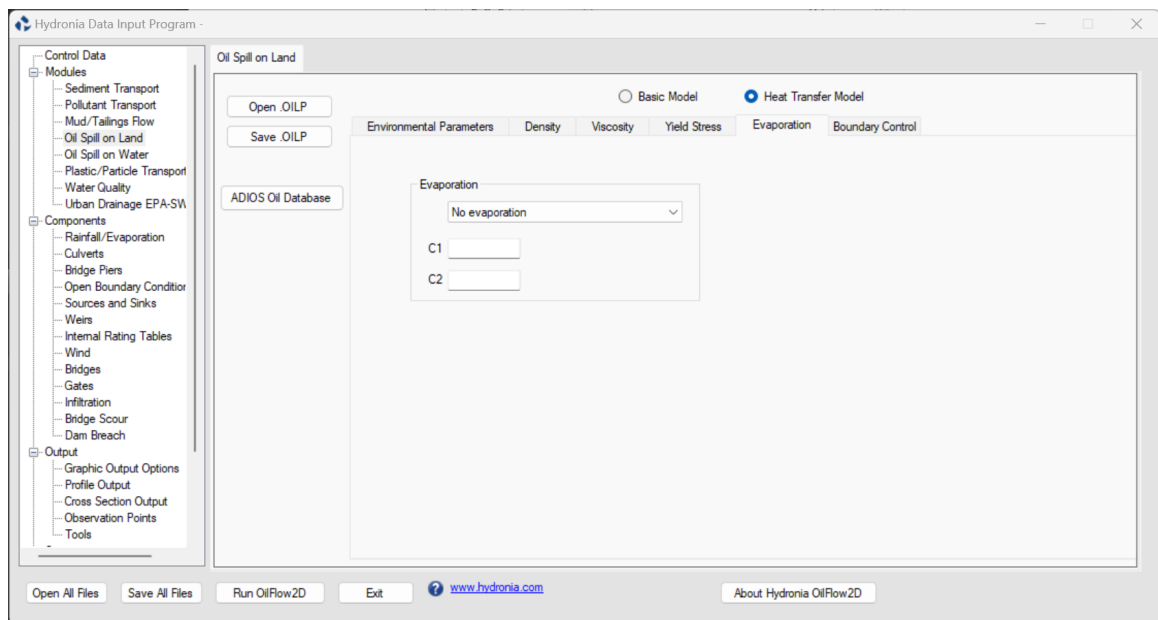 Hydronia Data Input Program -
Control Data
Modules
Sediment Transport
Pollutant Transport
Mud/Tailings Flow
Oil Spill on Land
Oil Spill on Water
Plastic/Particle Transport
Water Quality
Urban Drainage EPA-SW
Components
Rainfall/Evaporation
Culverts
Bridge Piers
Open Boundary Condition
Sources and Sinks
Weirs
Internal Rating Tables
Wind
Bridges
Gates
Infiltration
Bridge Scour
Dam Breach
Output
Graphic Output Options
Profile Output
Cross Section Output
Observation Points
Tools
Oil Spill on Land
Open .OILP
Save .OILP
ADIOS Oil Database
Basic Model Heat Transfer Model
Environmental Parameters Density Viscosity Yield Stress Evaporation Boundary Control
Evaporation
No evaporation
C1
C2
Open All Files Save All Files Run OilFlow2D Exit ? www.hydronia.com About Hydronia OilFlow2D